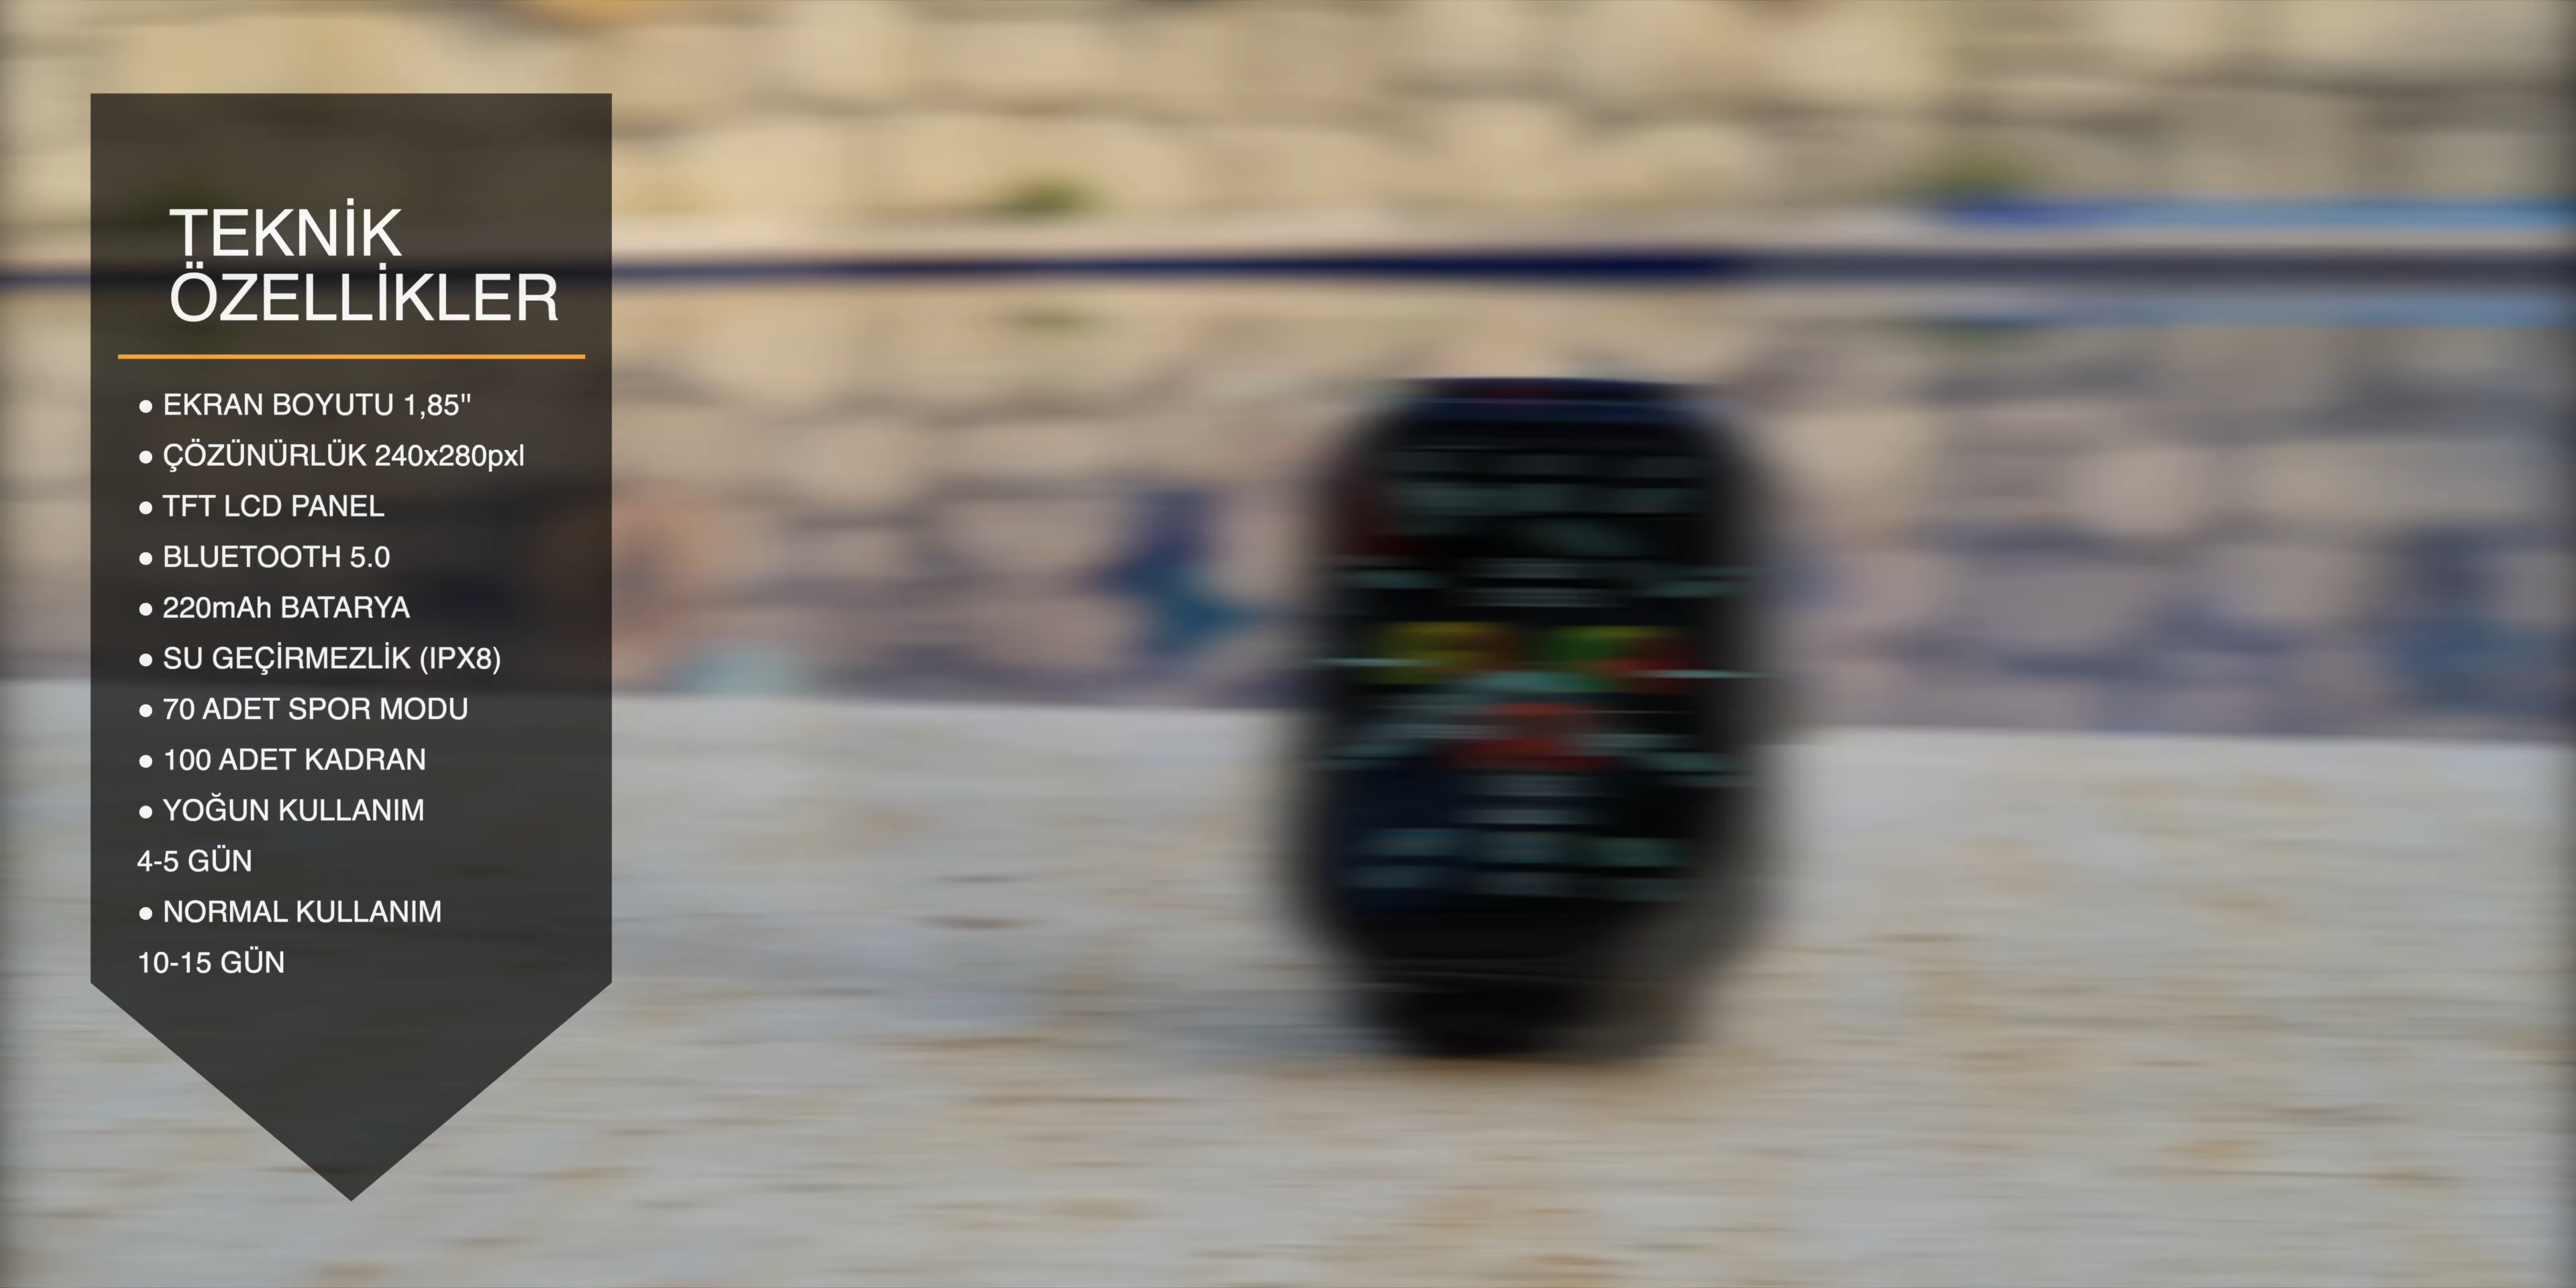 TEKNİK
ÖZELLİKLER
● EKRAN BOYUTU 1,85"
● ÇÖZÜNÜRLÜK 240x280pxl
● TFT LCD PANEL
● BLUETOOTH 5.0
● 220mAh BATARYA
● SU GEÇİRMEZLİK (IPX8)
● 70 ADET SPOR MODU
● 100 ADET KADRAN
● YOĞUN KULLANIM
4-5 GÜN
● NORMAL KULLANIM
10-15 GÜN